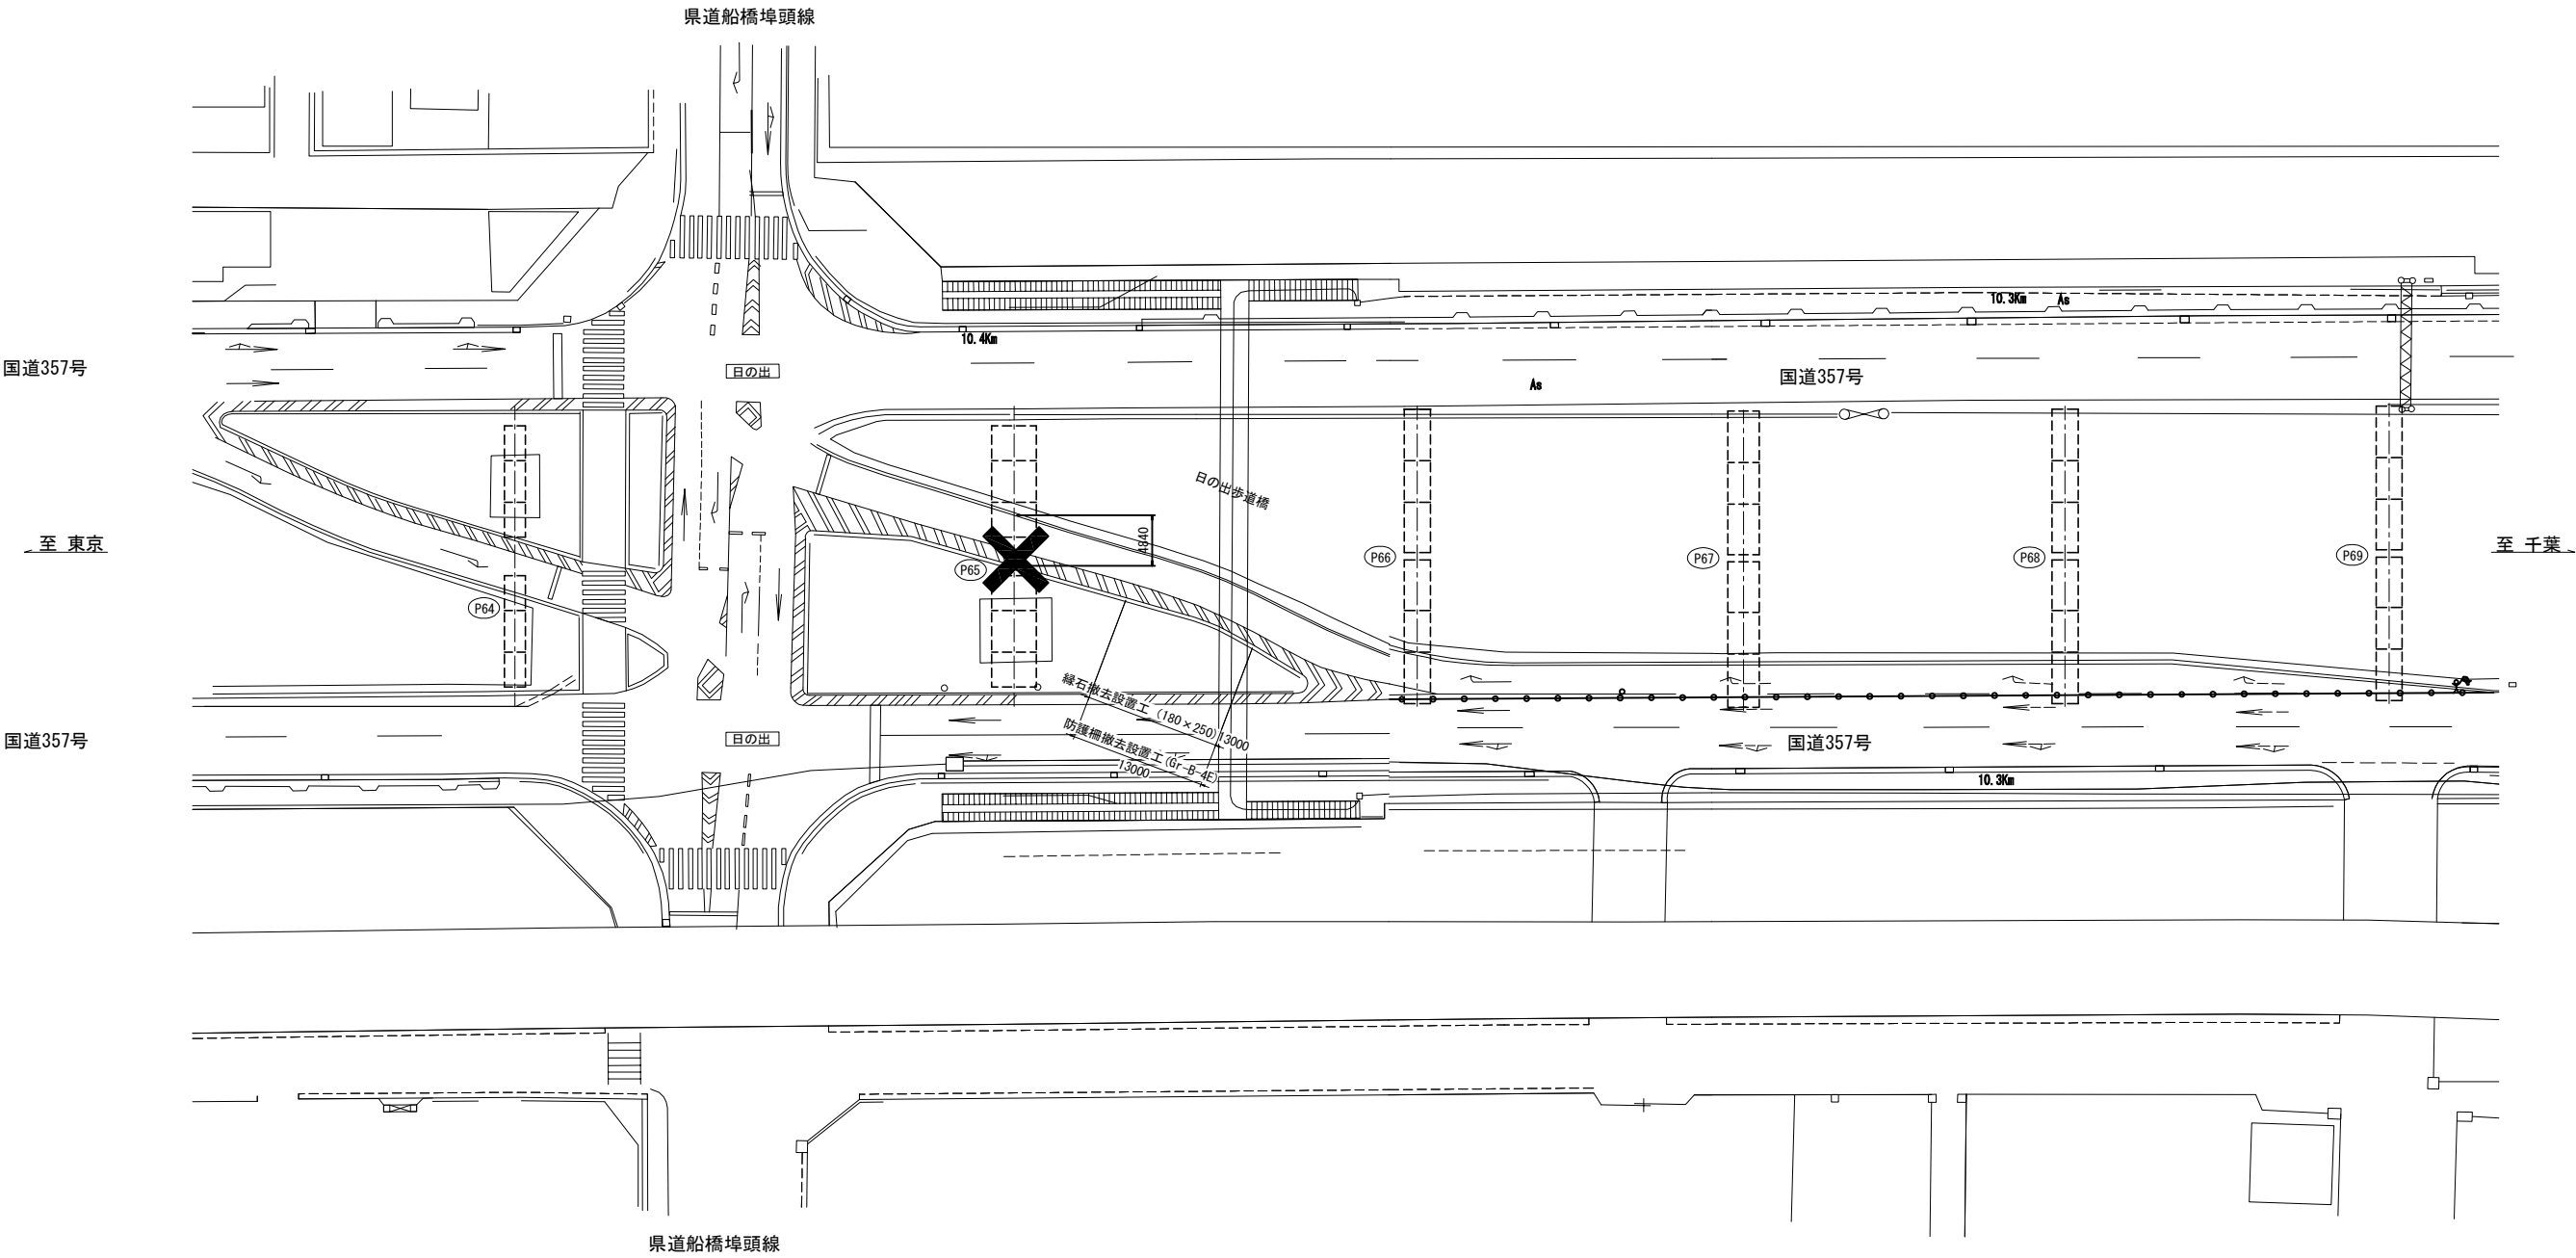 県道船橋埠頭線
10.3Km
As
10.4Km
日の出
国道357号
国道357号
As
日の出歩道橋
4840
至 東京
P65
P66
P67
P68
P69
至 千葉
P64
縁石撤去設置工 (180×250)13000
防護柵撤去設置工(Gr-B-4E)
13000
国道357号
日の出
国道357号
10.3Km
県道船橋埠頭線